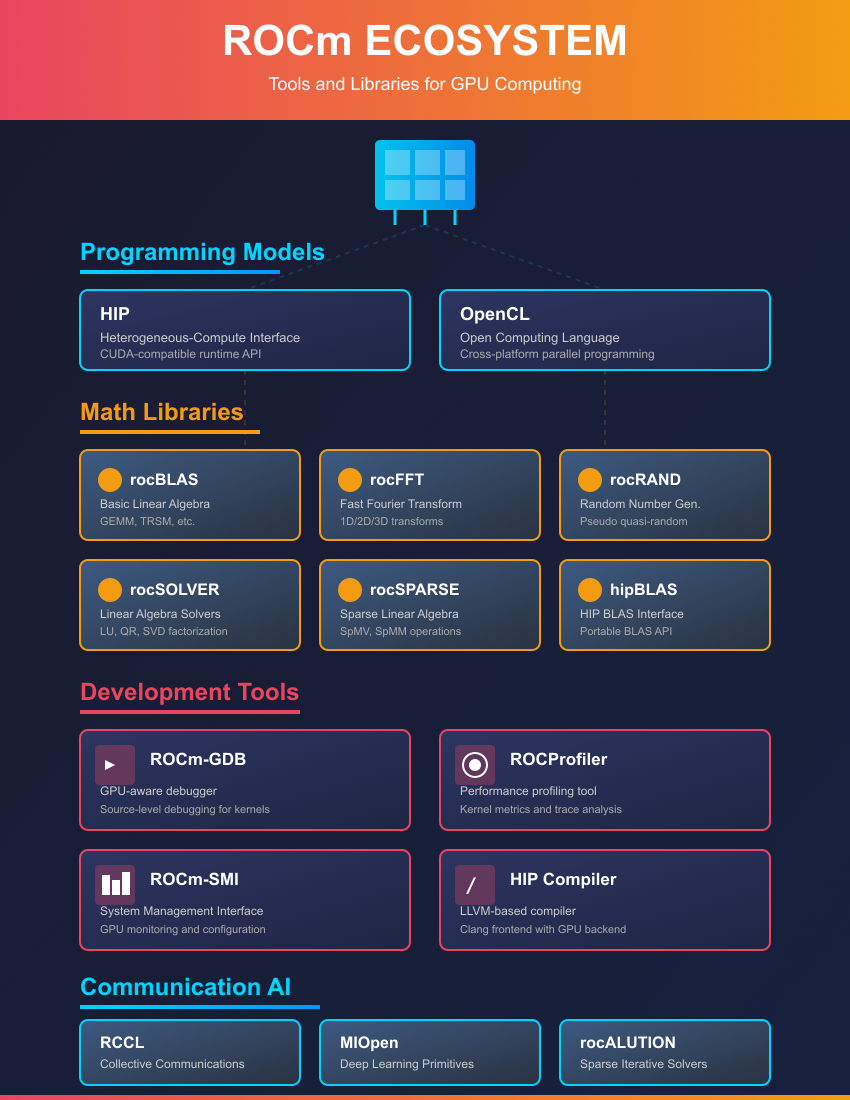 ROCm ECOSYSTEM
Tools and Libraries for GPU Computing
Programming Models
HIP
Heterogeneous-Compute Interface
CUDA-compatible runtime API
OpenCL
Open Computing Language
Cross-platform parallel programming
Math Libraries
rocBLAS
Basic Linear Algebra
GEMM, TRSM, etc.
rocFFT
Fast Fourier Transform
1D/2D/3D transforms
rocRAND
Random Number Gen.
Pseudo quasi-random
rocSOLVER
Linear Algebra Solvers
LU, QR, SVD factorization
rocSPARSE
Sparse Linear Algebra
SpMV, SpMM operations
hipBLAS
HIP BLAS Interface
Portable BLAS API
Development Tools
ROCm-GDB
GPU-aware debugger
Source-level debugging for kernels
ROCProfiler
Performance profiling tool
Kernel metrics and trace analysis
ROCm-SMI
System Management Interface
GPU monitoring and configuration
/
HIP Compiler
LLVM-based compiler
Clang frontend with GPU backend
Communication AI
RCCL
Collective Communications
MIOpen
Deep Learning Primitives
rocALUTION
Sparse Iterative Solvers